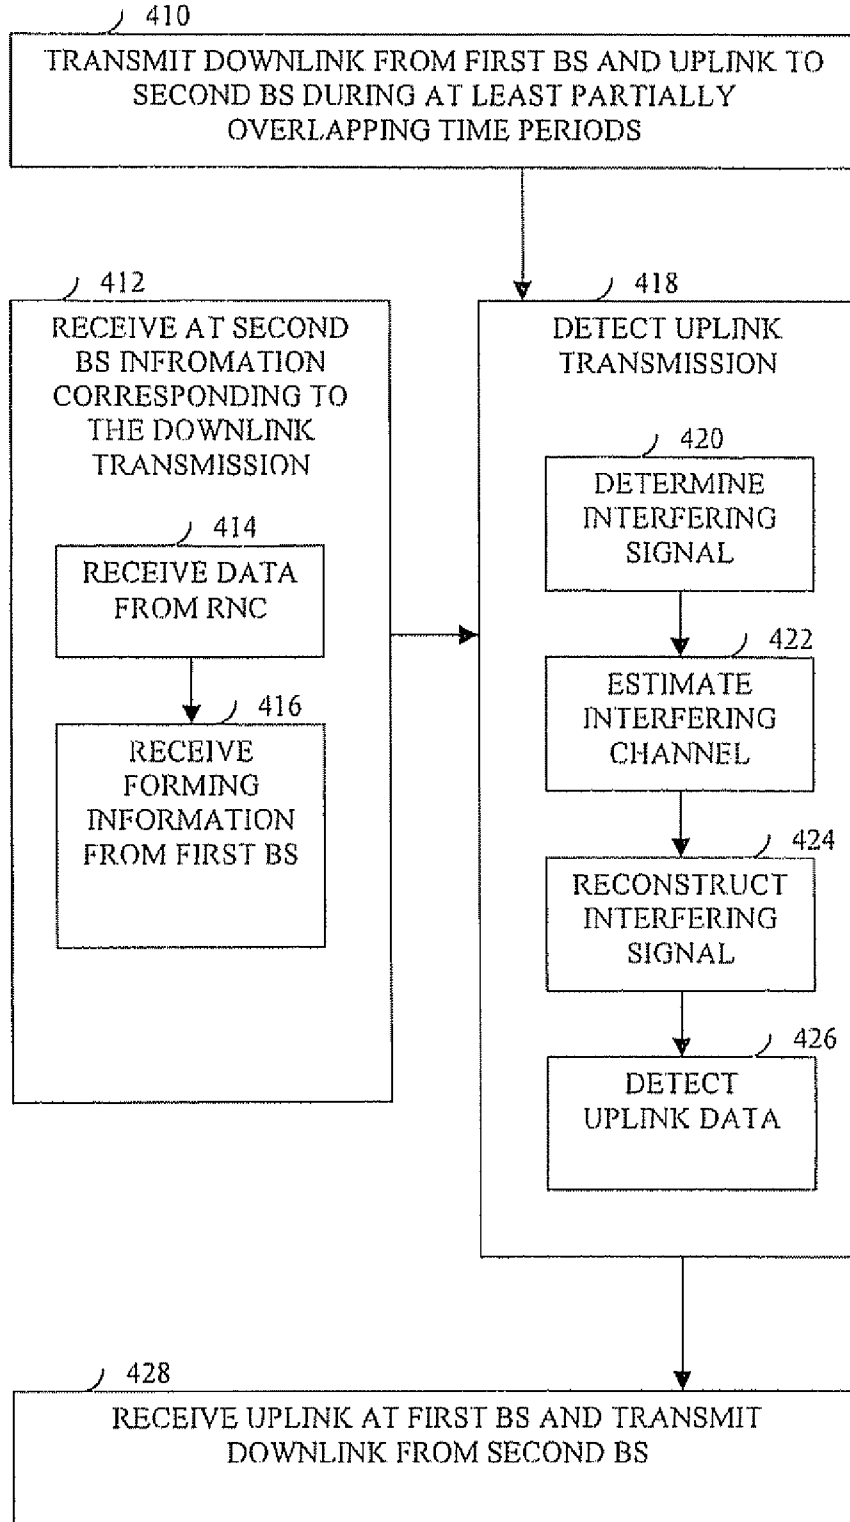 410
TRANSMIT DOWNLINK FROM FIRST BS AND UPLINK TO
SECOND BS DURING AT LEAST PARTIALLY
OVERLAPPING TIME PERIODS
412
RECEIVE AT SECOND
BS INFROMATION
CORRESPONDING TO
THE DOWNLINK
TRANSMISSION
414
RECEIVE DATA
FROM RNC
416
RECEIVE
FORMING
INFORMATION
FROM FIRST BS
418
DETECT UPLINK
TRANSMISSION
420
DETERMINE
INTERFERING
SIGNAL
422
ESTIMATE
INTERFERING
CHANNEL
424
RECONSTRUCT
INTERFERING
SIGNAL
426
DETECT
UPLINK DATA
428
RECEIVE UPLINK AT FIRST BS AND TRANSMIT
DOWNLINK FROM SECOND BS